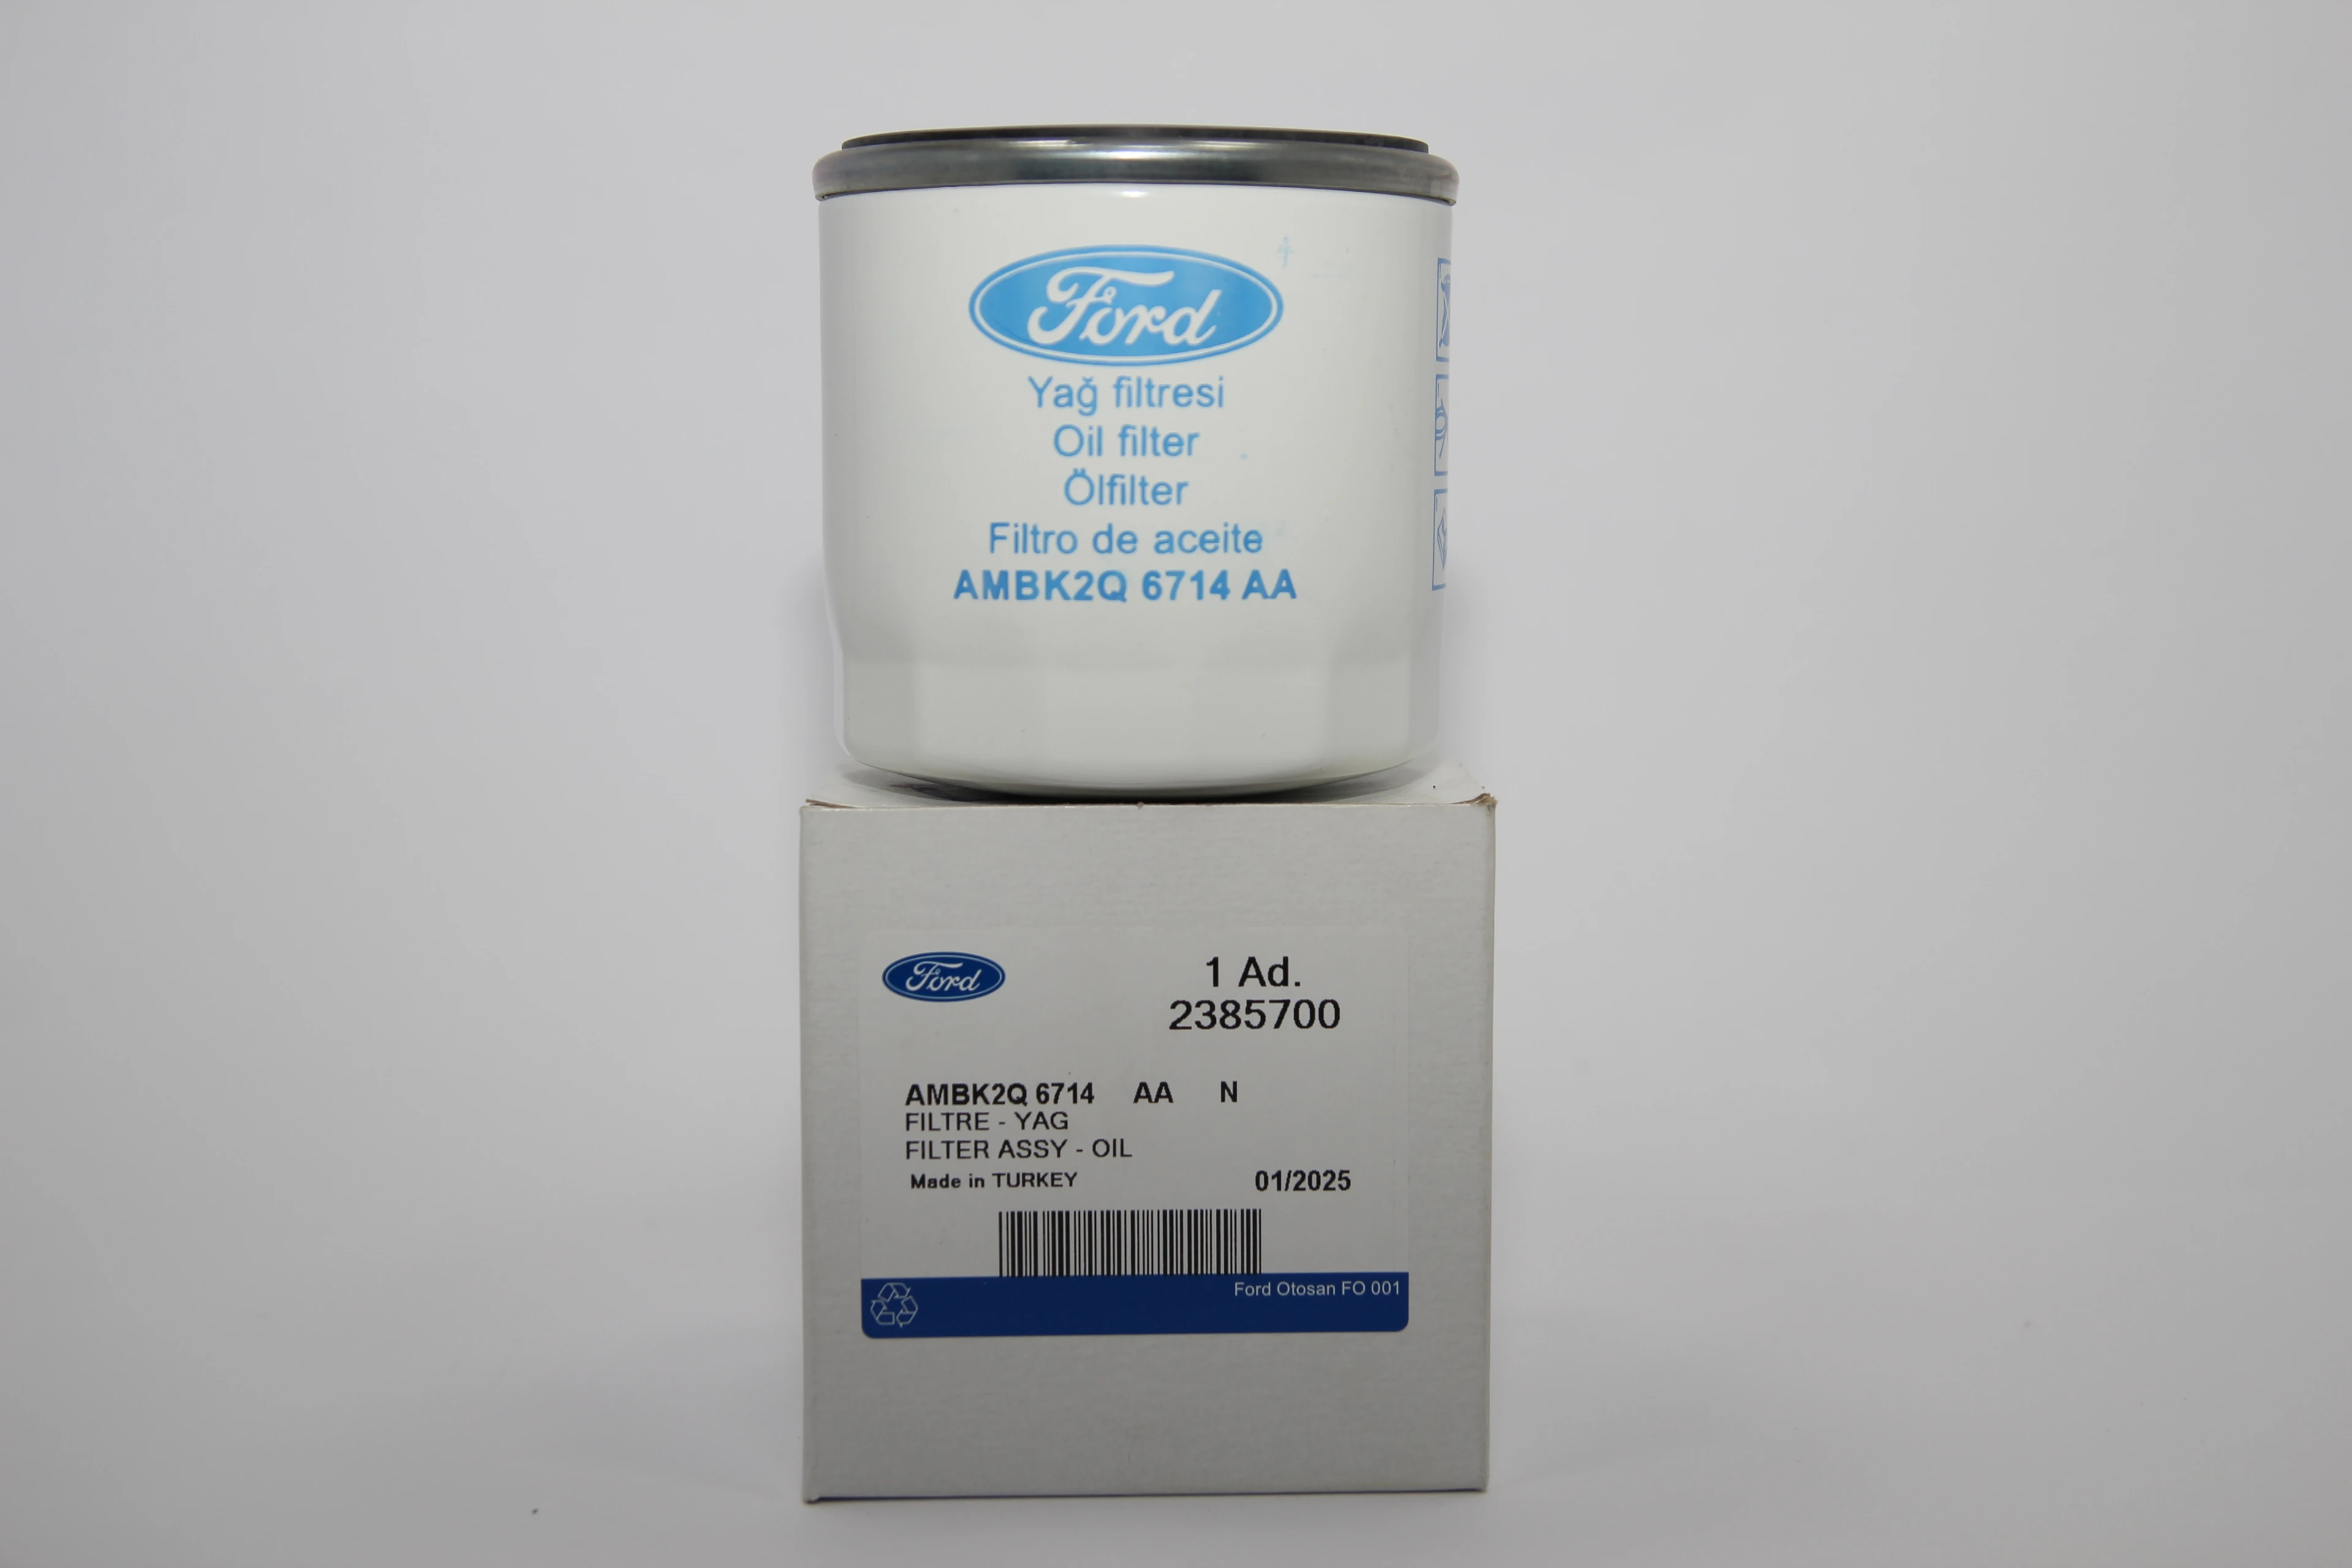 Ford
Yağ filtresi
Oil filter
Ölfilter
Filtro de aceite
AMBK2Q 6714 AA
Ford
1 Ad.
2385700
AMBK2Q 6714 AA N
FILTRE - YAG
FILTER ASSY - OIL
Made in TURKEY 01/2025
Ford Otosan FO 001